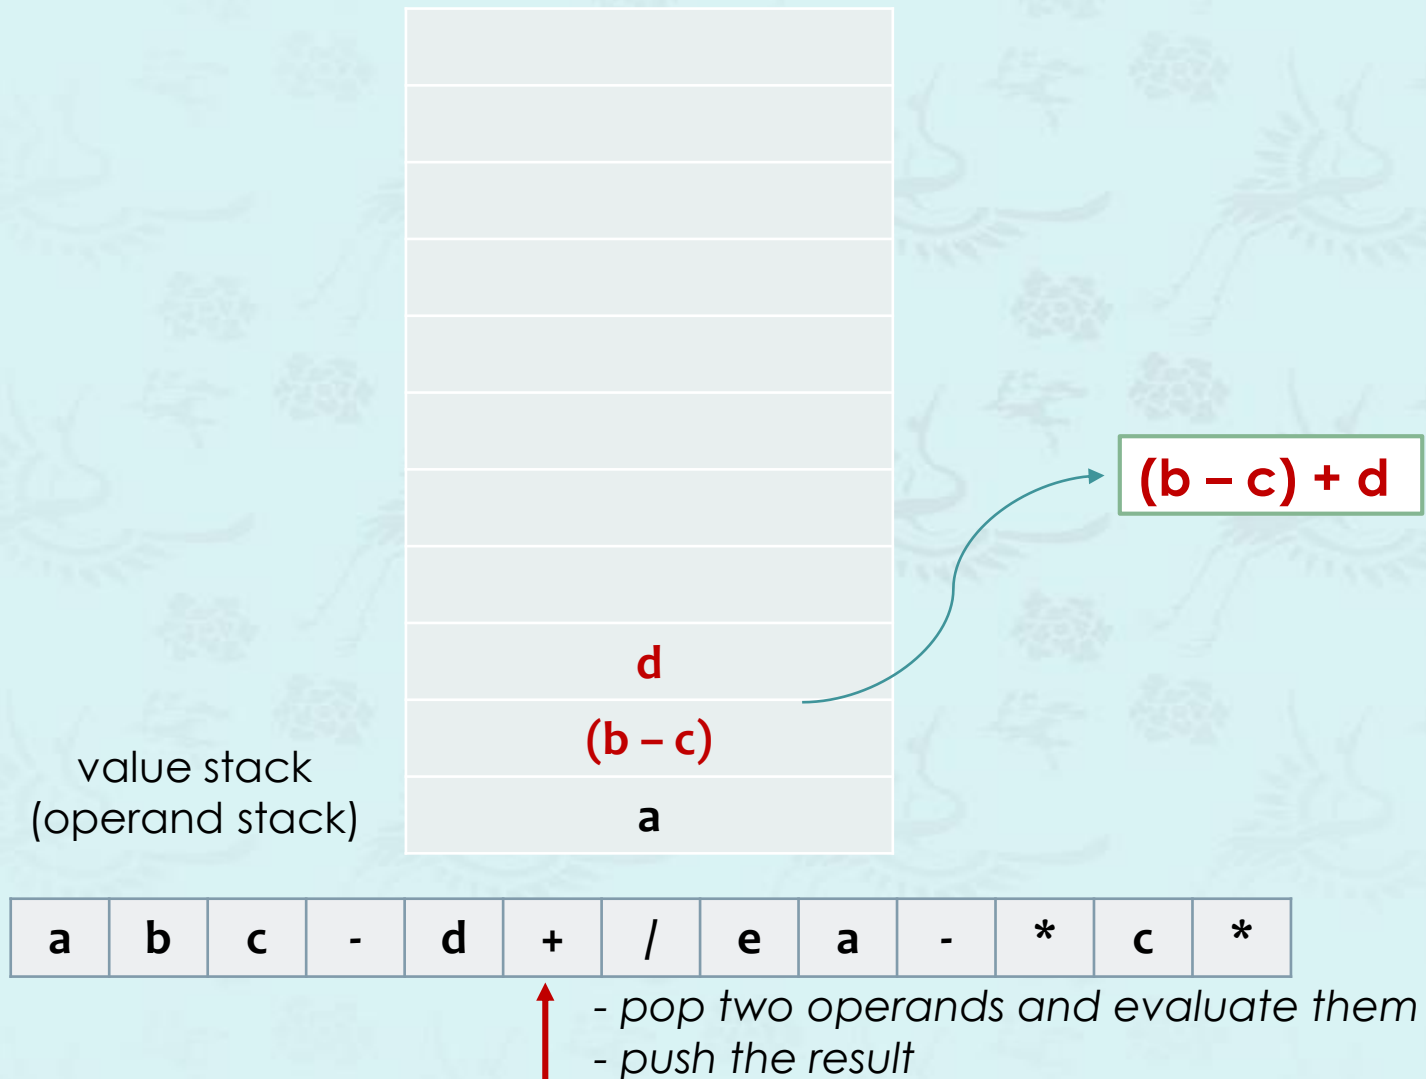 (b – c) + d
d
(b – c)
a
value stack
(operand stack)
a b c - d + / e a - * c *
- pop two operands and evaluate them
- push the result